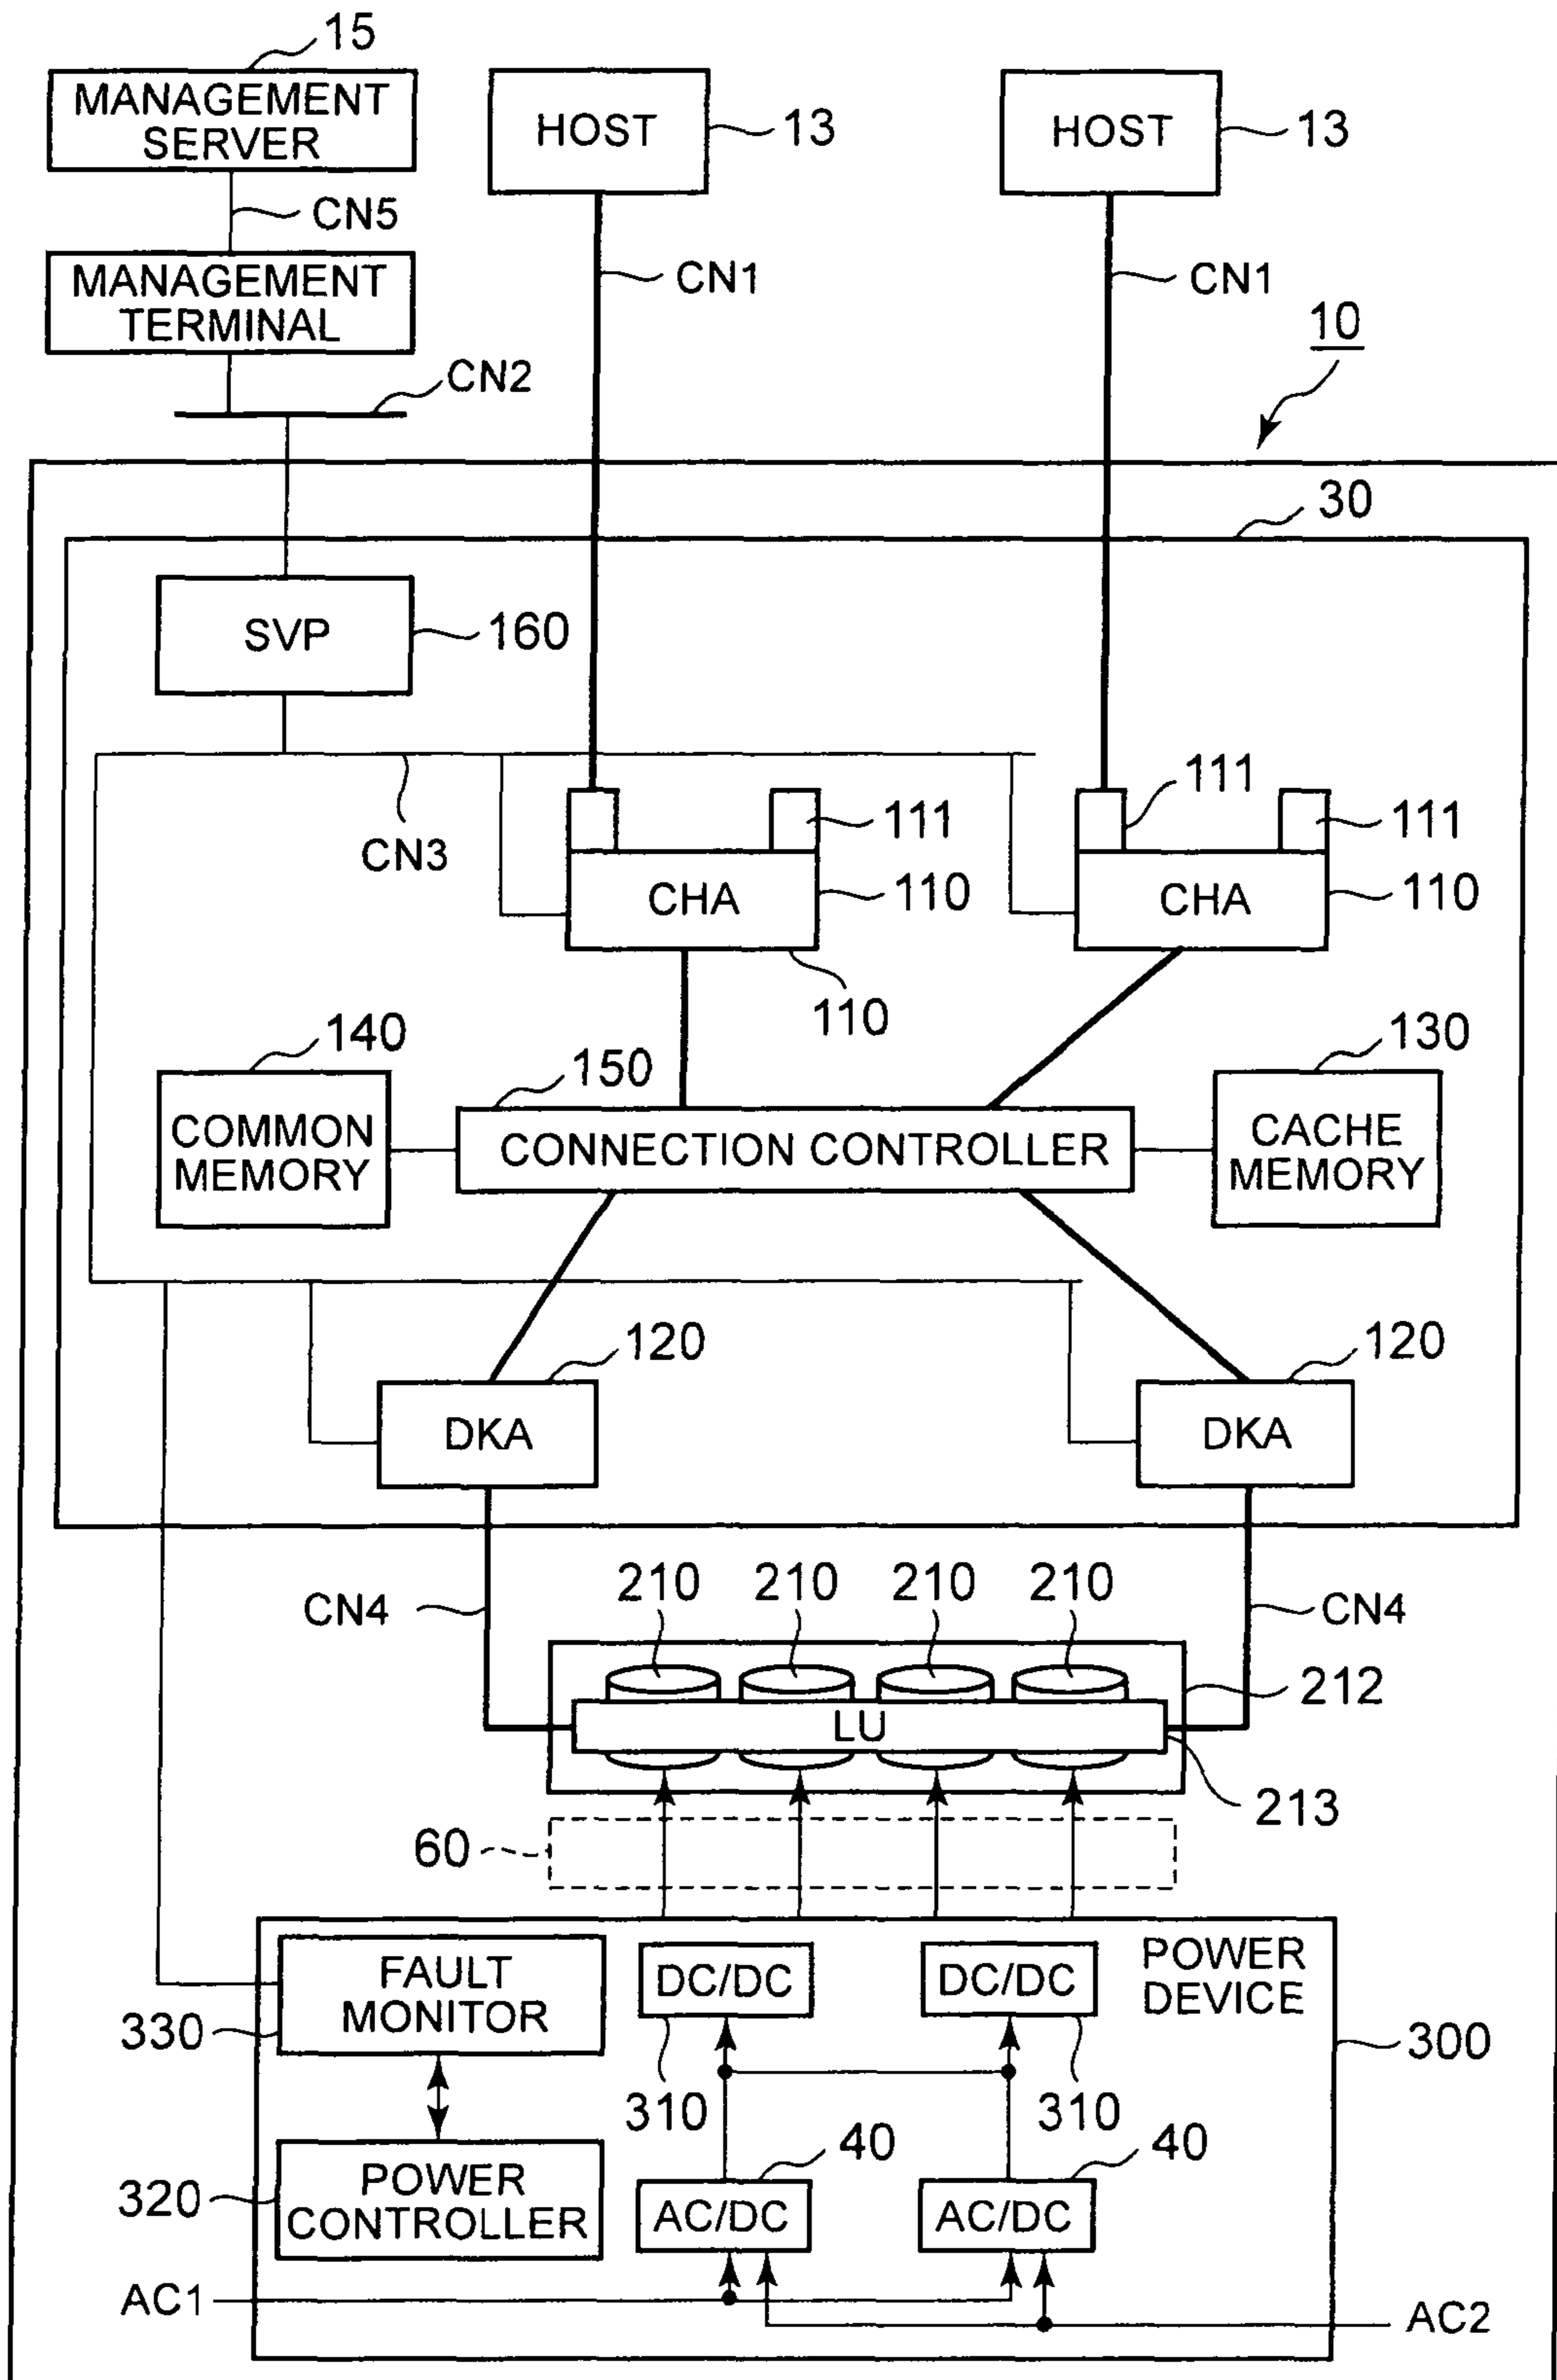 15
MANAGEMENT
SERVER
HOST
13
HOST
13
CN5
MANAGEMENT
TERMINAL
CN1
CN1
CN2
10
30
SVP
160
CN3
111
111
111
CHA
110
CHA
110
110
140
150
130
COMMON
MEMORY
CONNECTION CONTROLLER
CACHE
MEMORY
120
120
DKA
DKA
CN4
210
210
210
210
CN4
212
LU
213
60
FAULT
MONITOR
DC/DC
DC/DC
POWER
DEVICE
330
300
310
310
40
40
320
POWER
CONTROLLER
AC/DC
AC/DC
AC1
AC2